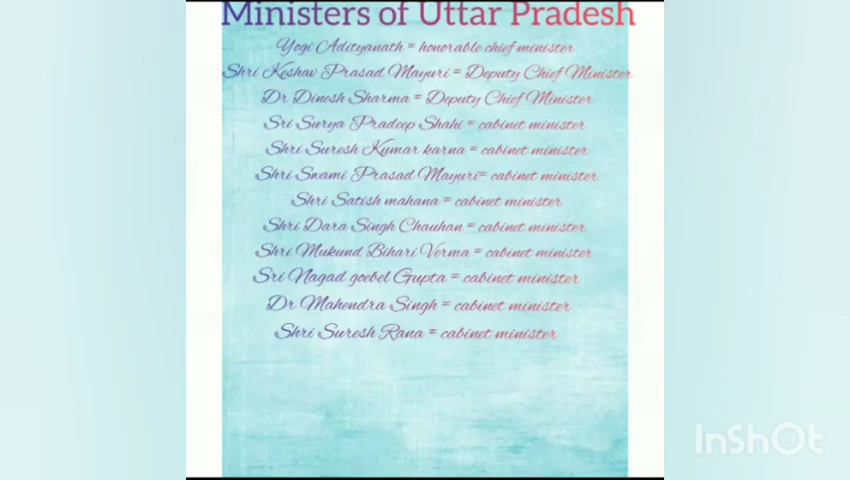 Ministers of Uttar Pradesh
Yogi Adityanath = honorable chief minister
Shri Keshav Prasad Mayuri = Deputy Chief Minister
Dr Dinesh Sharma = Deputy Chief Minister
Sri Surya Pradeep Shahi = cabinet minister
Shri Suresh Kumar karna = cabinet minister
Shri Swami Prasad Mayuri= cabinet minister
Shri Satish mahana = cabinet minister
Shri Dara Singh Chauhan= cabinet minister
Shri Mukund Bihari Verma = cabinet minister
Sri Nagad goebel Gupta = cabinet minister
Dr Mahendra Singh = cabinet minister
Shri Suresh Rana = cabinet minister
InShOt